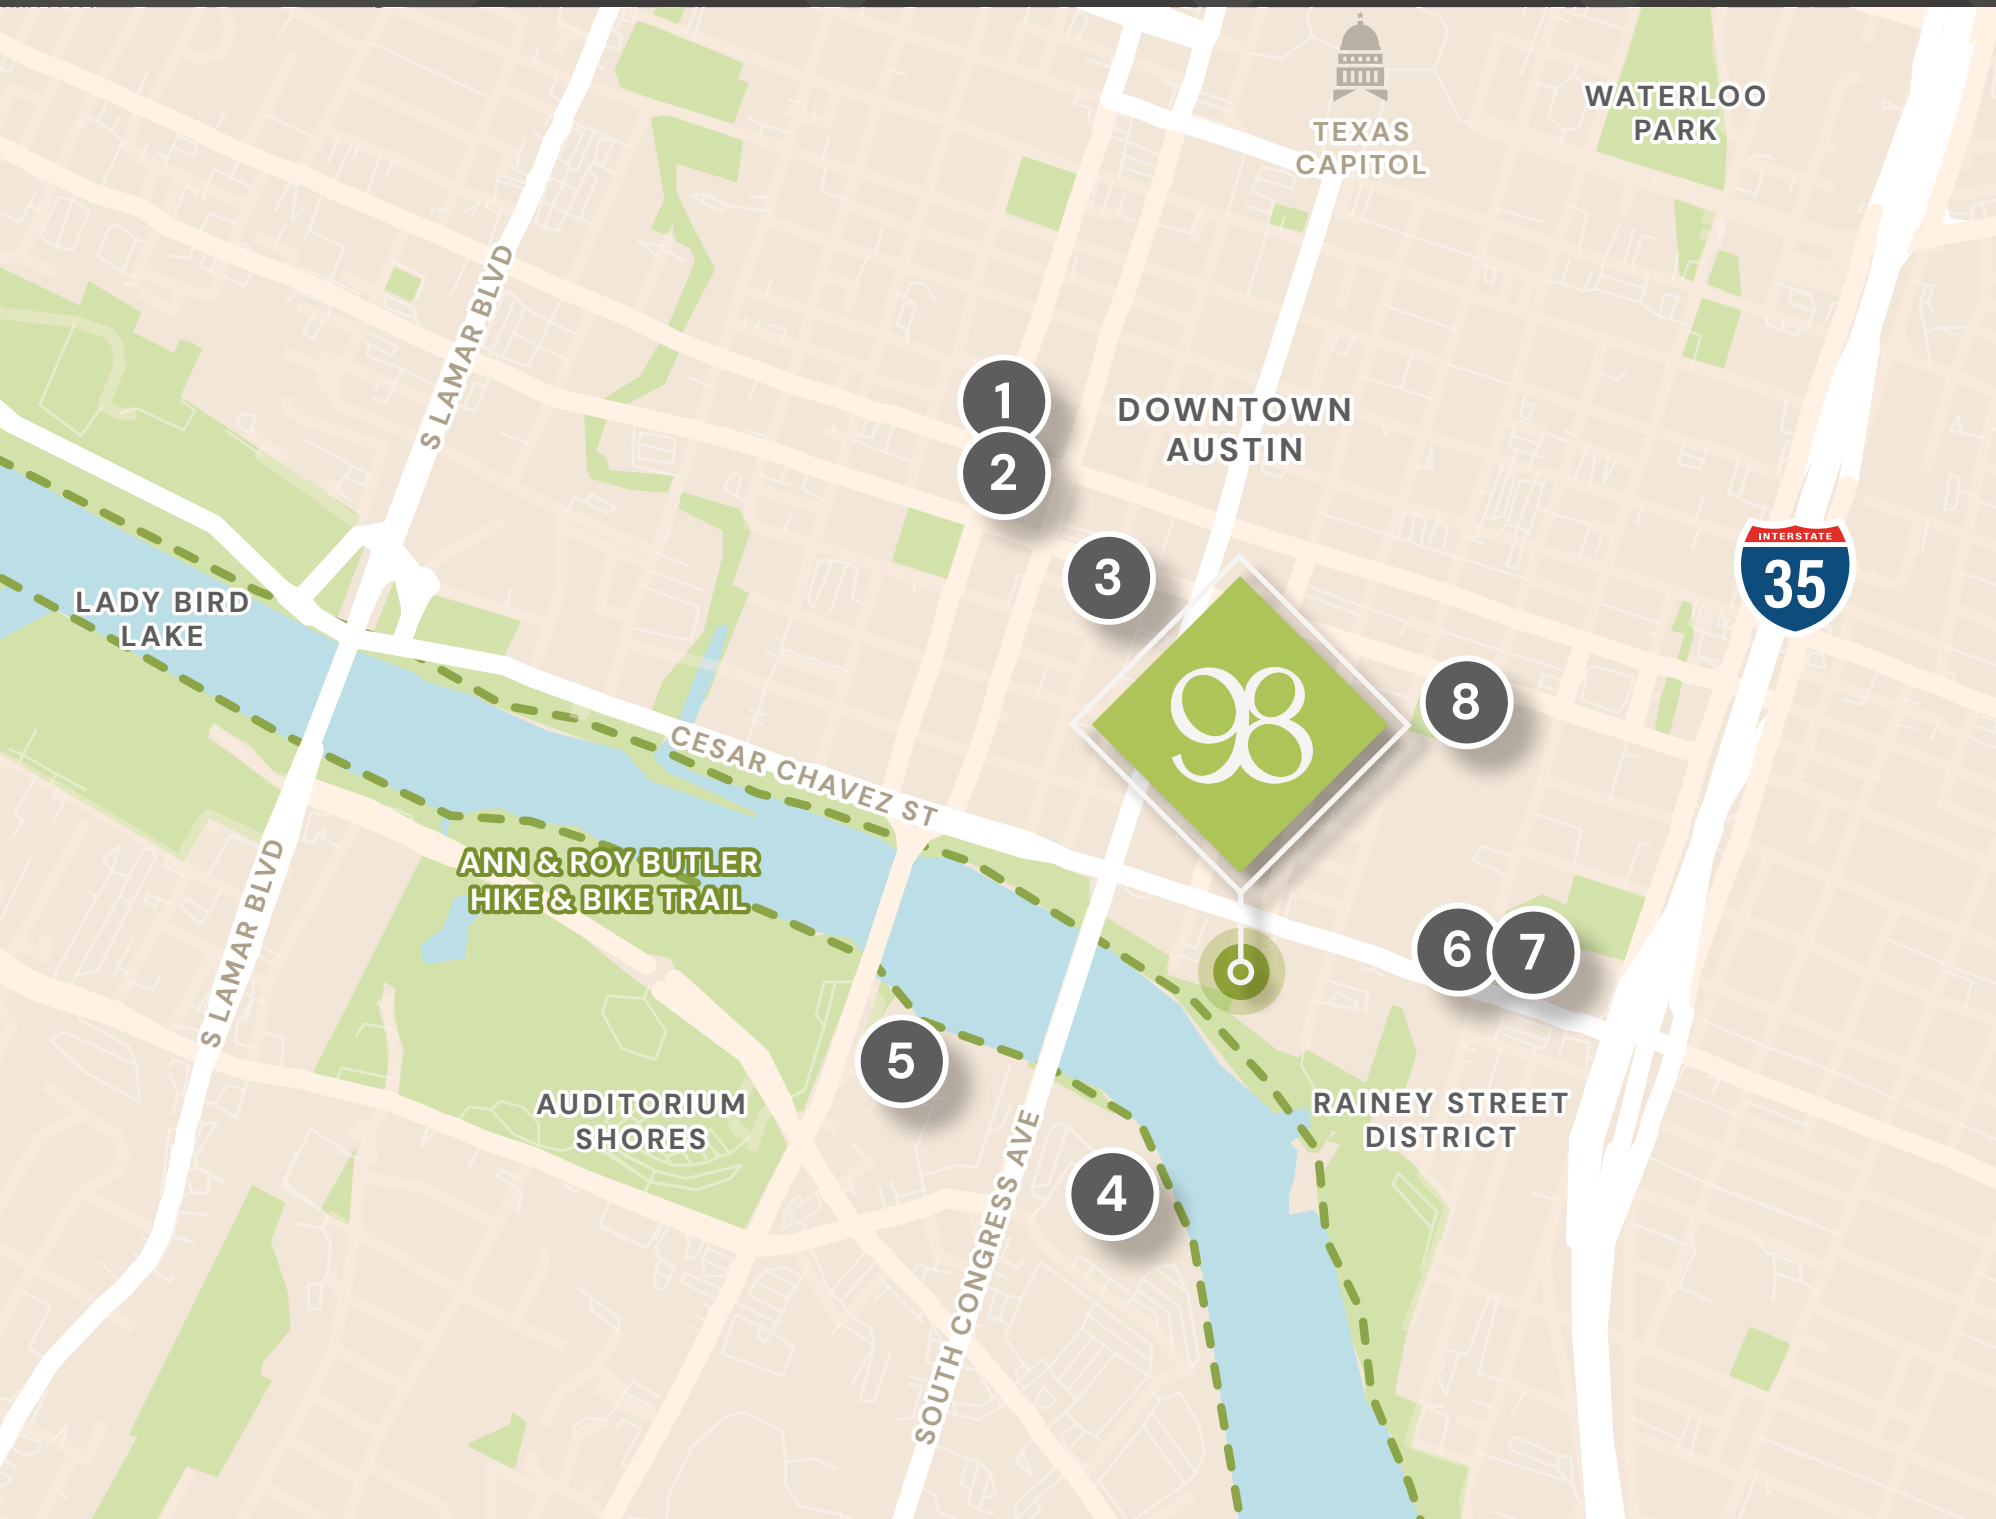 TEXAS
CAPITOL
WATERLOO
PARK
S LAMAR BLVD
1
2
DOWNTOWN
AUSTIN
3
INTERSTATE
35
LADY BIRD
LAKE
98
8
CESAR CHAVEZ ST
ANN & ROY BUTLER
HIKE & BIKE TRAIL
S LAMAR BLVD
6
7
5
AUDITORIUM
SHORES
RAINEY STREET
DISTRICT
4
SOUTH CONGRESS AVE